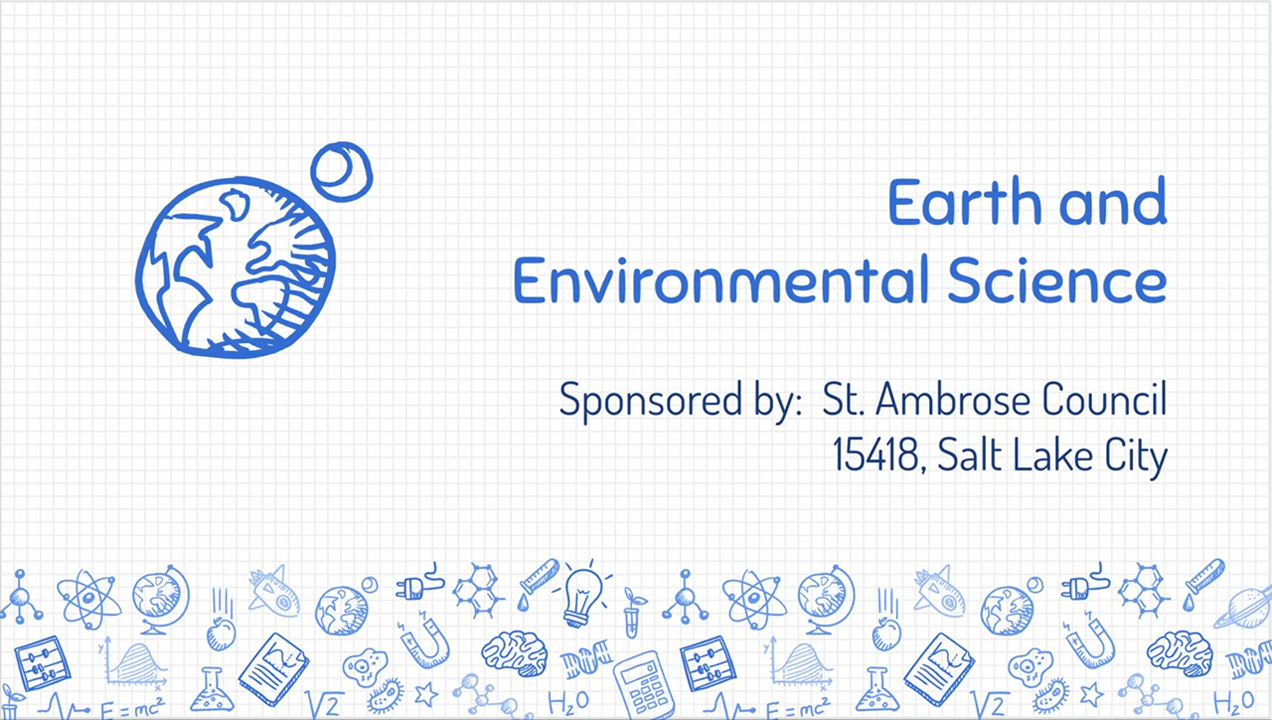 Earth and
Environmental Science
Sponsored by: St. Ambrose Council
15418, Salt Lake City
y
x
y
x
E=mc²
√2
H₂O
E=mc²
√2
H₂O